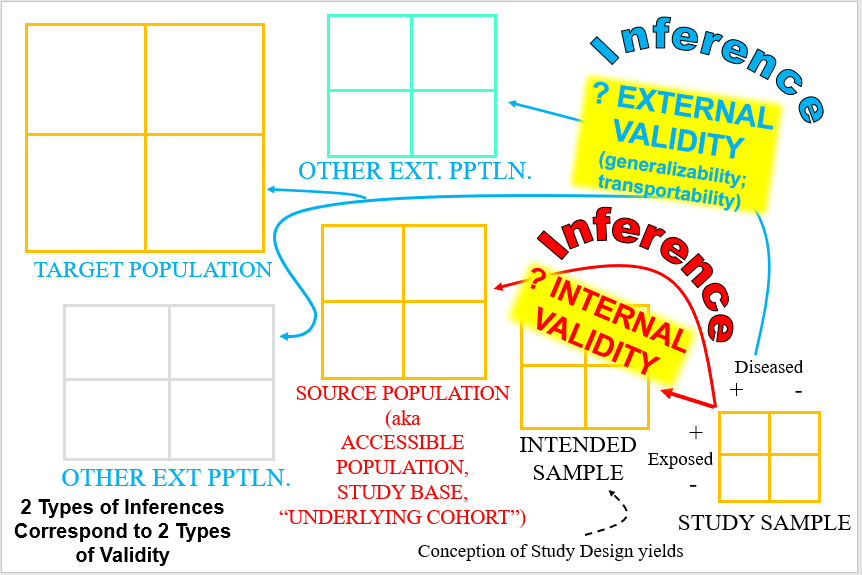 Inference
? EXTERNAL
VALIDITY
(generalizability;
transportability)
OTHER EXT. PPTLN.
TARGET POPULATION
Inference
? INTERNAL
VALIDITY
SOURCE POPULATION
(aka
ACCESSIBLE
POPULATION,
STUDY BASE,
“UNDERLYING COHORT”)
OTHER EXT PPTLN.
INTENDED
SAMPLE
Diseased
+ -
+
Exposed
-
STUDY SAMPLE
2 Types of Inferences
Correspond to 2 Types
of Validity
Conception of Study Design yields